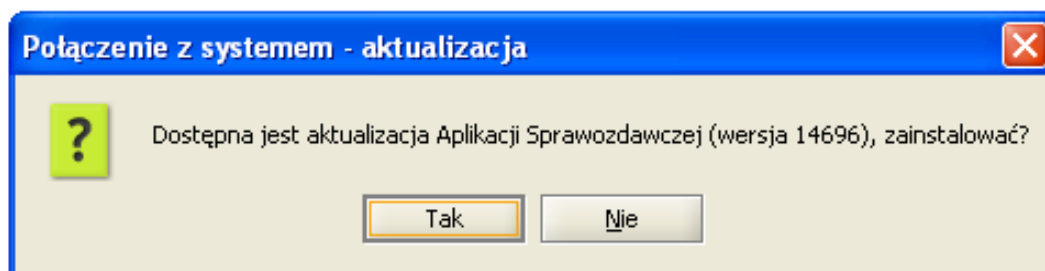 Połączenie z systemem - aktualizacja
? Dostępna jest aktualizacja Aplikacji Sprawozdawczej (wersja 14696), zainstalować?
Tak Nie